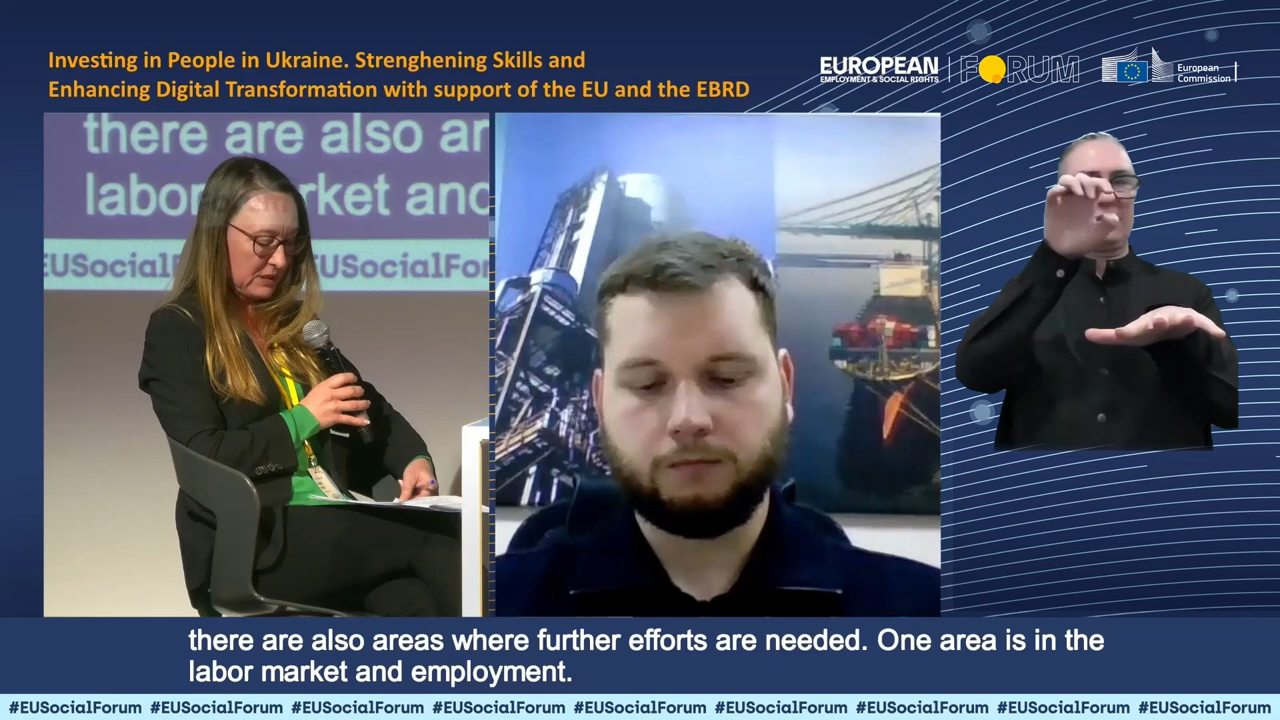 Investing in People in Ukraine. Strenghening Skills and
Enhancing Digital Transformation with support of the EU and the EBRD
EUROPEAN
EMPLOYMENT & SOCIAL RIGHTS
FORUM
European
Commission
there are also ar
labor market and
EUSocialF EUSocialFor
there are also areas where further efforts are needed. One area is in the
labor market and employment.
#EUSocialForum #EUSocialForum #EUSocialForum #EUSocialForum #EUSocialForum #EUSocialForum #EUSocialForum #EUSocialForum #EUSocialForum